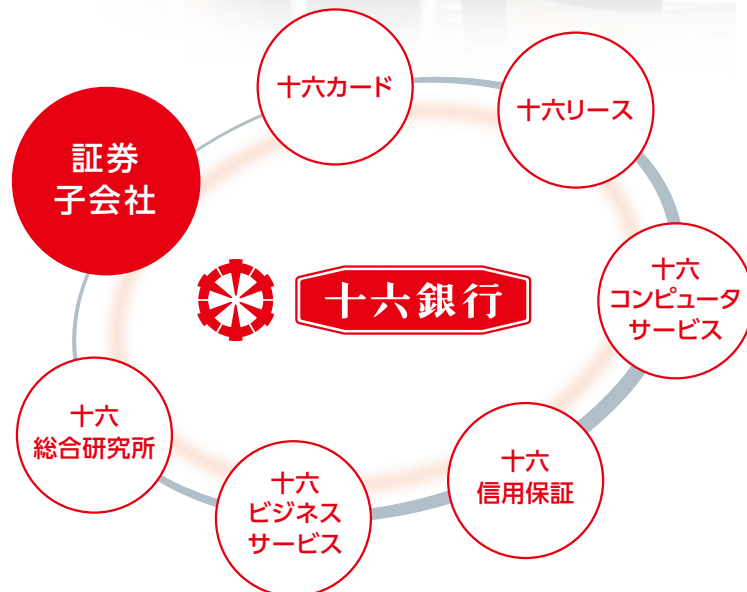 十六カード
十六リース
証券
子会社
十六
コンピュータ
サービス
十六銀行
十六
総合研究所
十六
ビジネス
サービス
十六
信用保証